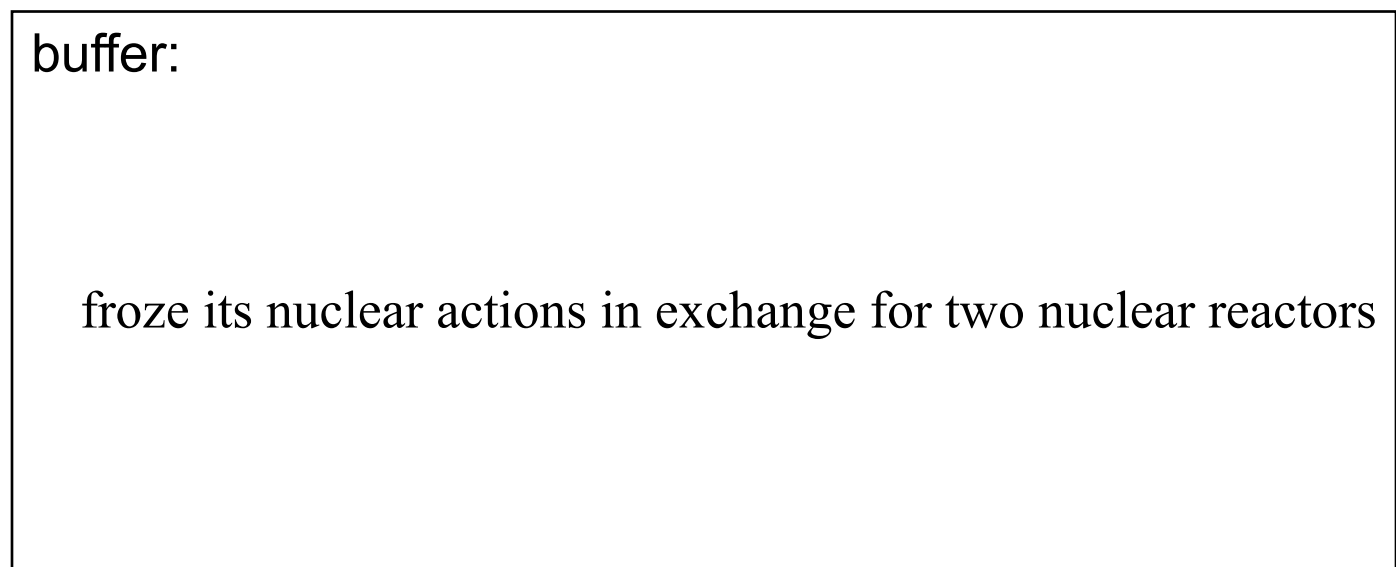 buffer:
froze its nuclear actions in exchange for two nuclear reactors